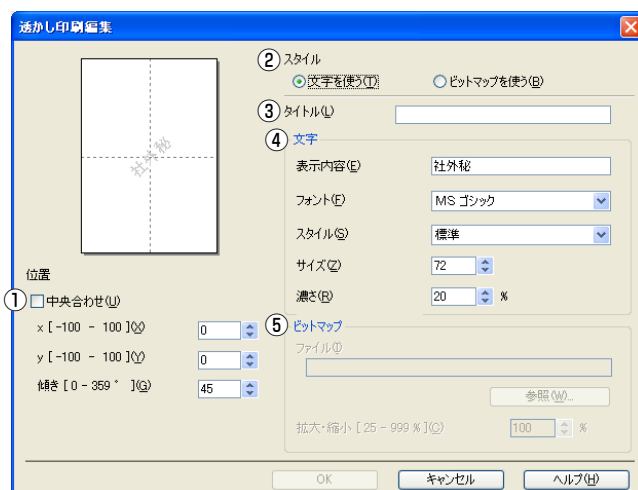 透かし印刷編集
② スタイル
文字を使う(T) ビットマップを使う(B)
③ タイトル(L)
④ 文字
表示内容(E) 社外秘
フォント(F) MS ゴシック
スタイル(S) 標準
サイズ(Z) 72
濃さ(R) 20 %
社外秘
位置
① 中央合わせ(U)
x [ -100 - 100 ](X) 0
y [ -100 - 100 ](Y) 0
傾き [ 0 - 359 ° ](G) 45
⑤ ビットマップ
ファイル(I)
参照(W)...
拡大・縮小 [ 25 - 999 % ](C) 100 %
OK キャンセル ヘルプ(H)